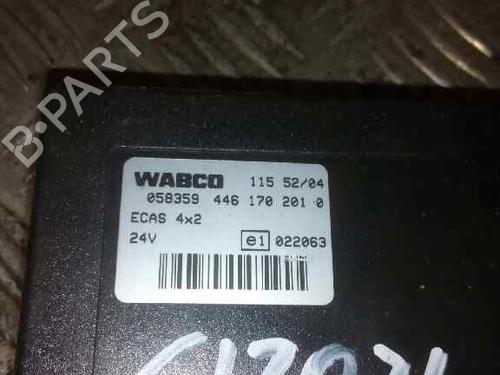 B-PARTS
WABCO 115 52/04
058359 446 170 201 0
ECAS 4x2
24V e1 022063